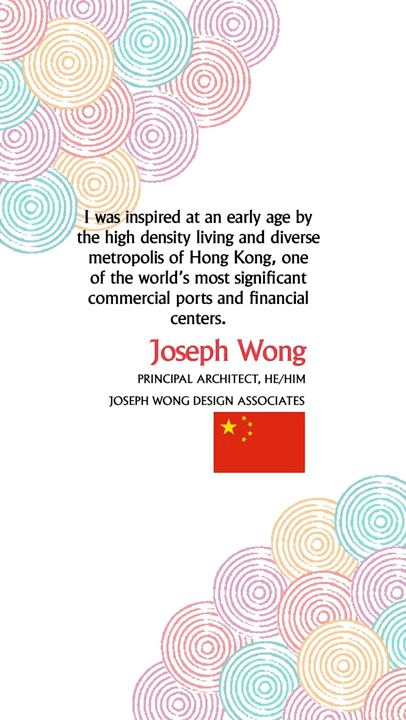 I was inspired at an early age by
the high density living and diverse
metropolis of Hong Kong, one
of the world's most significant
commercial ports and financial
centers.
Joseph Wong
PRINCIPAL ARCHITECT, HE/HIM
JOSEPH WONG DESIGN ASSOCIATES